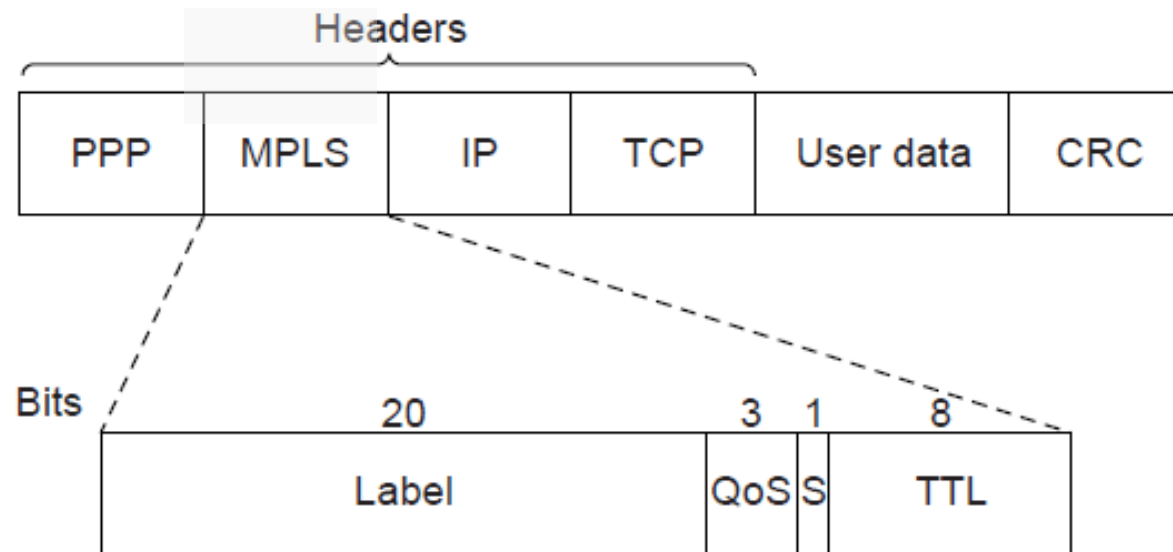 Headers
PPP MPLS IP TCP User data CRC
Bits 20 3 1 8
Label QoS S TTL